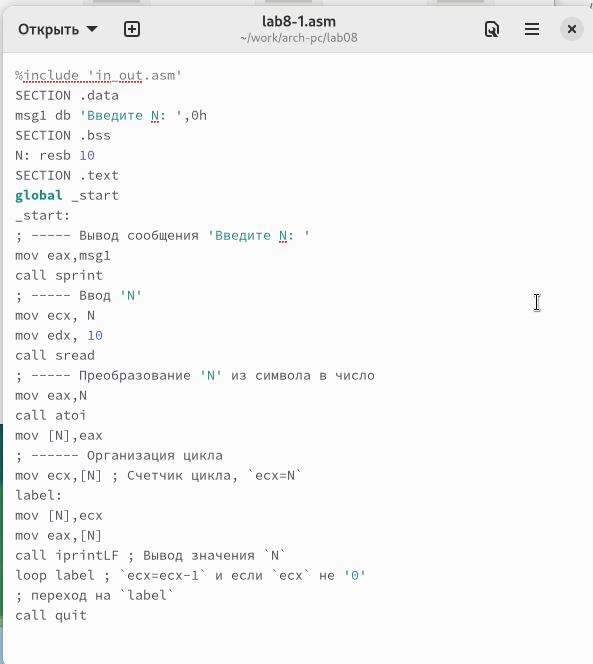 Открыть
lab8-1.asm
~/work/arch-pc/lab08
%include 'in_out.asm'
SECTION .data
msg1 db 'Введите N: ',0h
SECTION .bss
N: resb 10
SECTION .text
global _start
_start:
; ----- Вывод сообщения 'Введите N: '
mov eax,msg1
call sprint
; ----- Ввод 'N'
mov ecx, N
mov edx, 10
call sread
; ----- Преобразование 'N' из символа в число
mov eax,N
call atoi
mov [N],eax
; ------ Организация цикла
mov ecx,[N] ; Счетчик цикла, `ecx=N`
label:
mov [N],ecx
mov eax,[N]
call iprintLF ; Вывод значения `N`
loop label ; `ecx=ecx-1` и если `ecx` не '0'
; переход на `label`
call quit